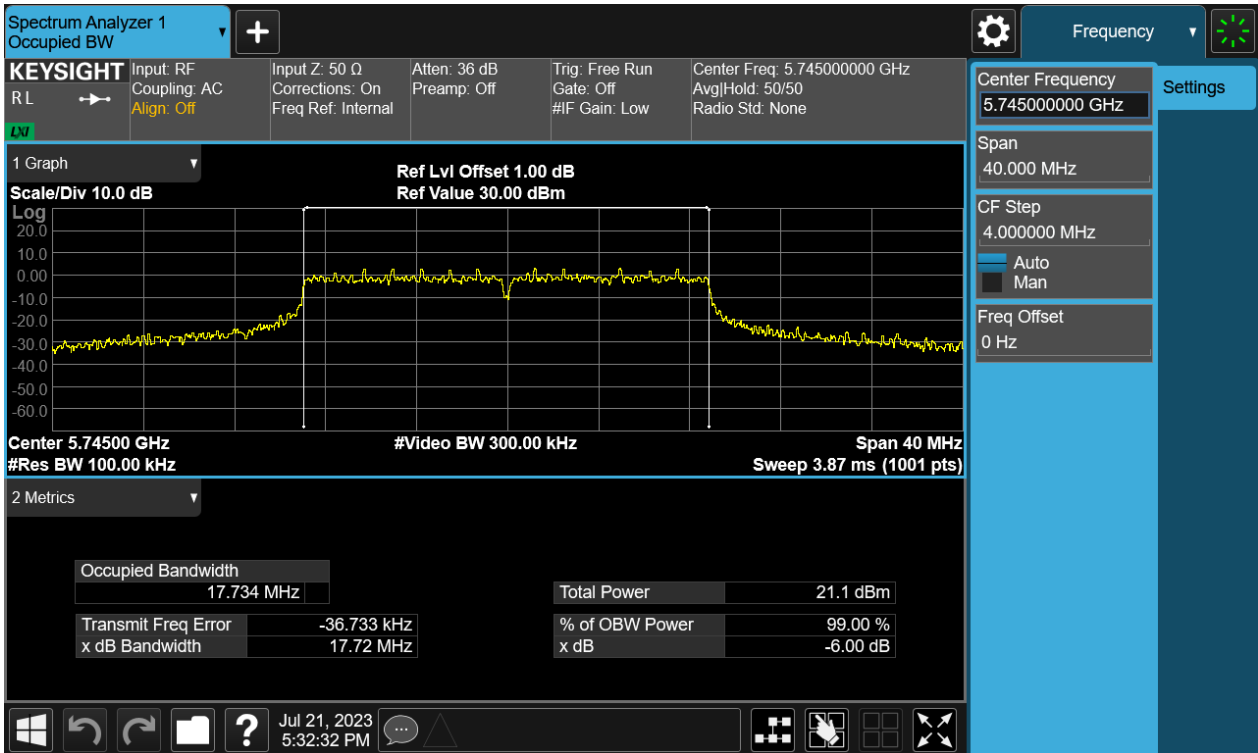 Spectrum Analyzer 1
Occupied BW
+
Frequency
KEYSIGHT
R L
LXI
Input: RF
Coupling: AC
Align: Off
Input Z: 50 Ω
Corrections: On
Freq Ref: Internal
Atten: 36 dB
Preamp: Off
Trig: Free Run
Gate: Off
#IF Gain: Low
Center Freq: 5.745000000 GHz
Avg|Hold: 50/50
Radio Std: None
Center Frequency
5.745000000 GHz
Settings
Span
40.000 MHz
CF Step
4.000000 MHz
Auto
Man
Freq Offset
0 Hz
1 Graph
Ref Lvl Offset 1.00 dB
Scale/Div 10.0 dB
Ref Value 30.00 dBm
Log
20.0
10.0
0.00
-10.0
-20.0
-30.0
-40.0
-50.0
-60.0
Center 5.74500 GHz
#Video BW 300.00 kHz
Span 40 MHz
#Res BW 100.00 kHz
Sweep 3.87 ms (1001 pts)
2 Metrics
Occupied Bandwidth
17.734 MHz
Total Power 21.1 dBm
Transmit Freq Error -36.733 kHz
% of OBW Power 99.00 %
x dB Bandwidth 17.72 MHz
x dB -6.00 dB
?
Jul 21, 2023
5:32:32 PM